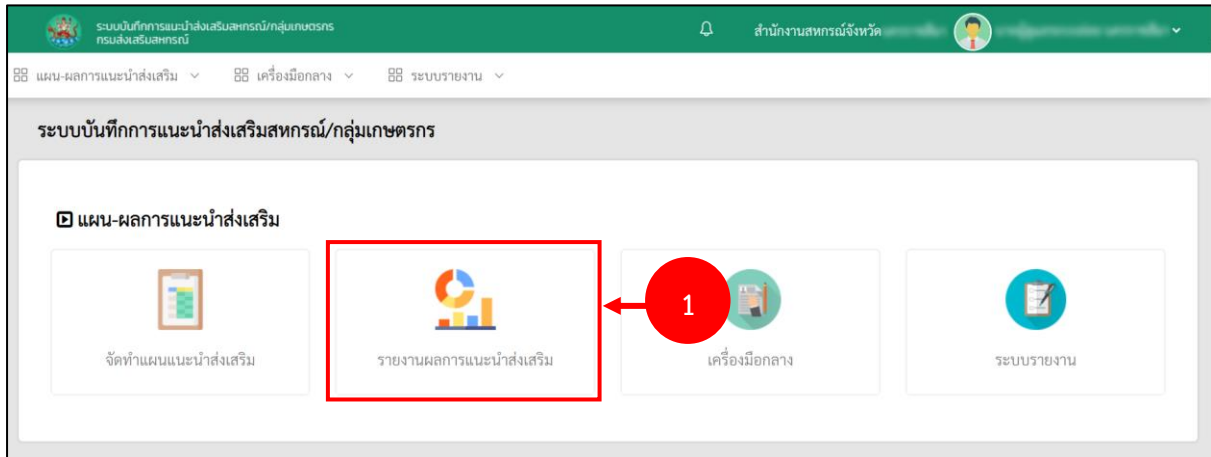 ระบบบันทึกการแนะนำส่งเสริมสหกรณ์/กลุ่มเกษตรกร
กรมส่งเสริมสหกรณ์
สำนักงานสหกรณ์จังหวัด
แผน-ผลการแนะนำส่งเสริม
เครื่องมือกลาง
ระบบรายงาน
ระบบบันทึกการแนะนำส่งเสริมสหกรณ์/กลุ่มเกษตรกร
แผน-ผลการแนะนำส่งเสริม
1
จัดทำแผนแนะนำส่งเสริม
รายงานผลการแนะนำส่งเสริม
เครื่องมือกลาง
ระบบรายงาน